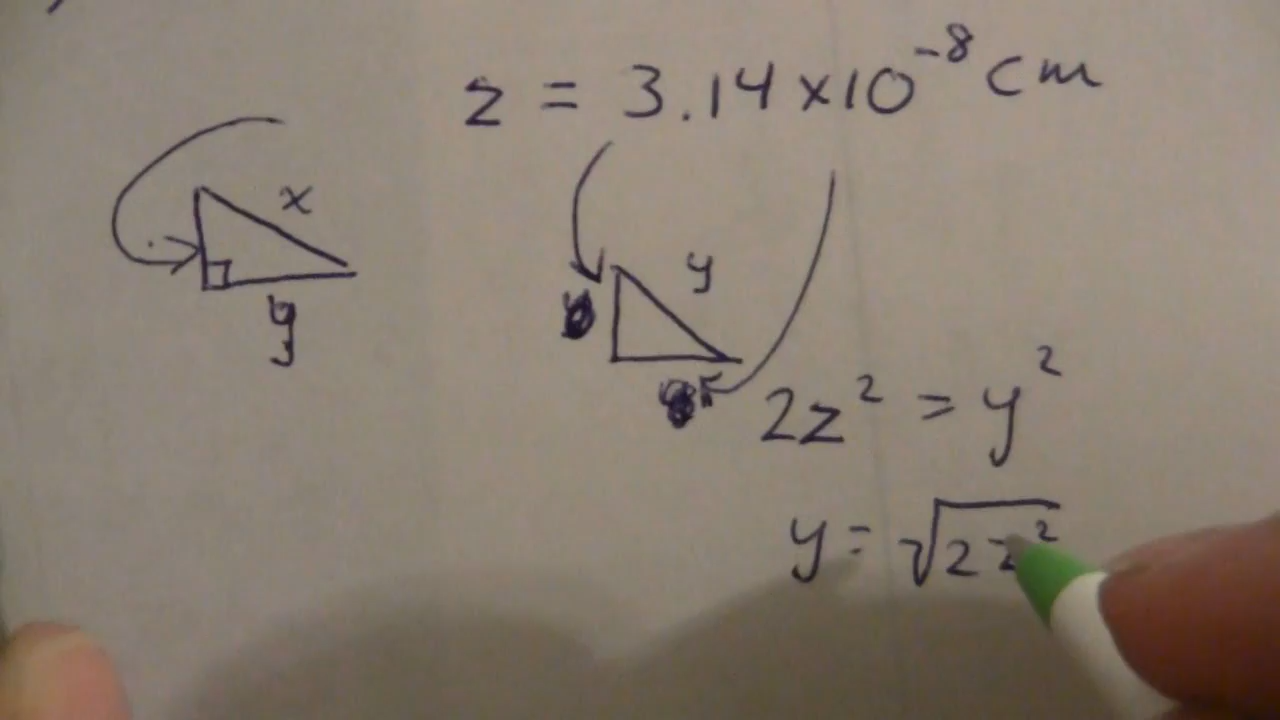 z = 3.14 x 10⁻⁸ cm
x
y
y
2z² = y²
y = √2z²